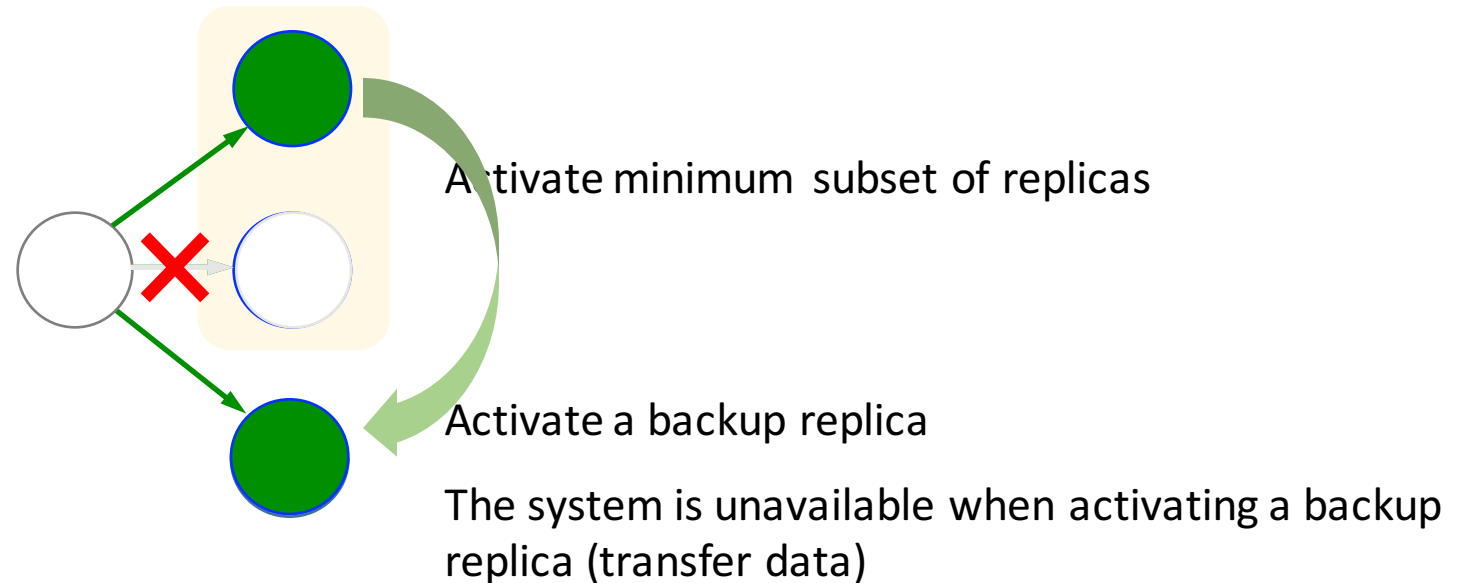 Activate minimum subset of replicas
Activate a backup replica
The system is unavailable when activating a backup
replica (transfer data)